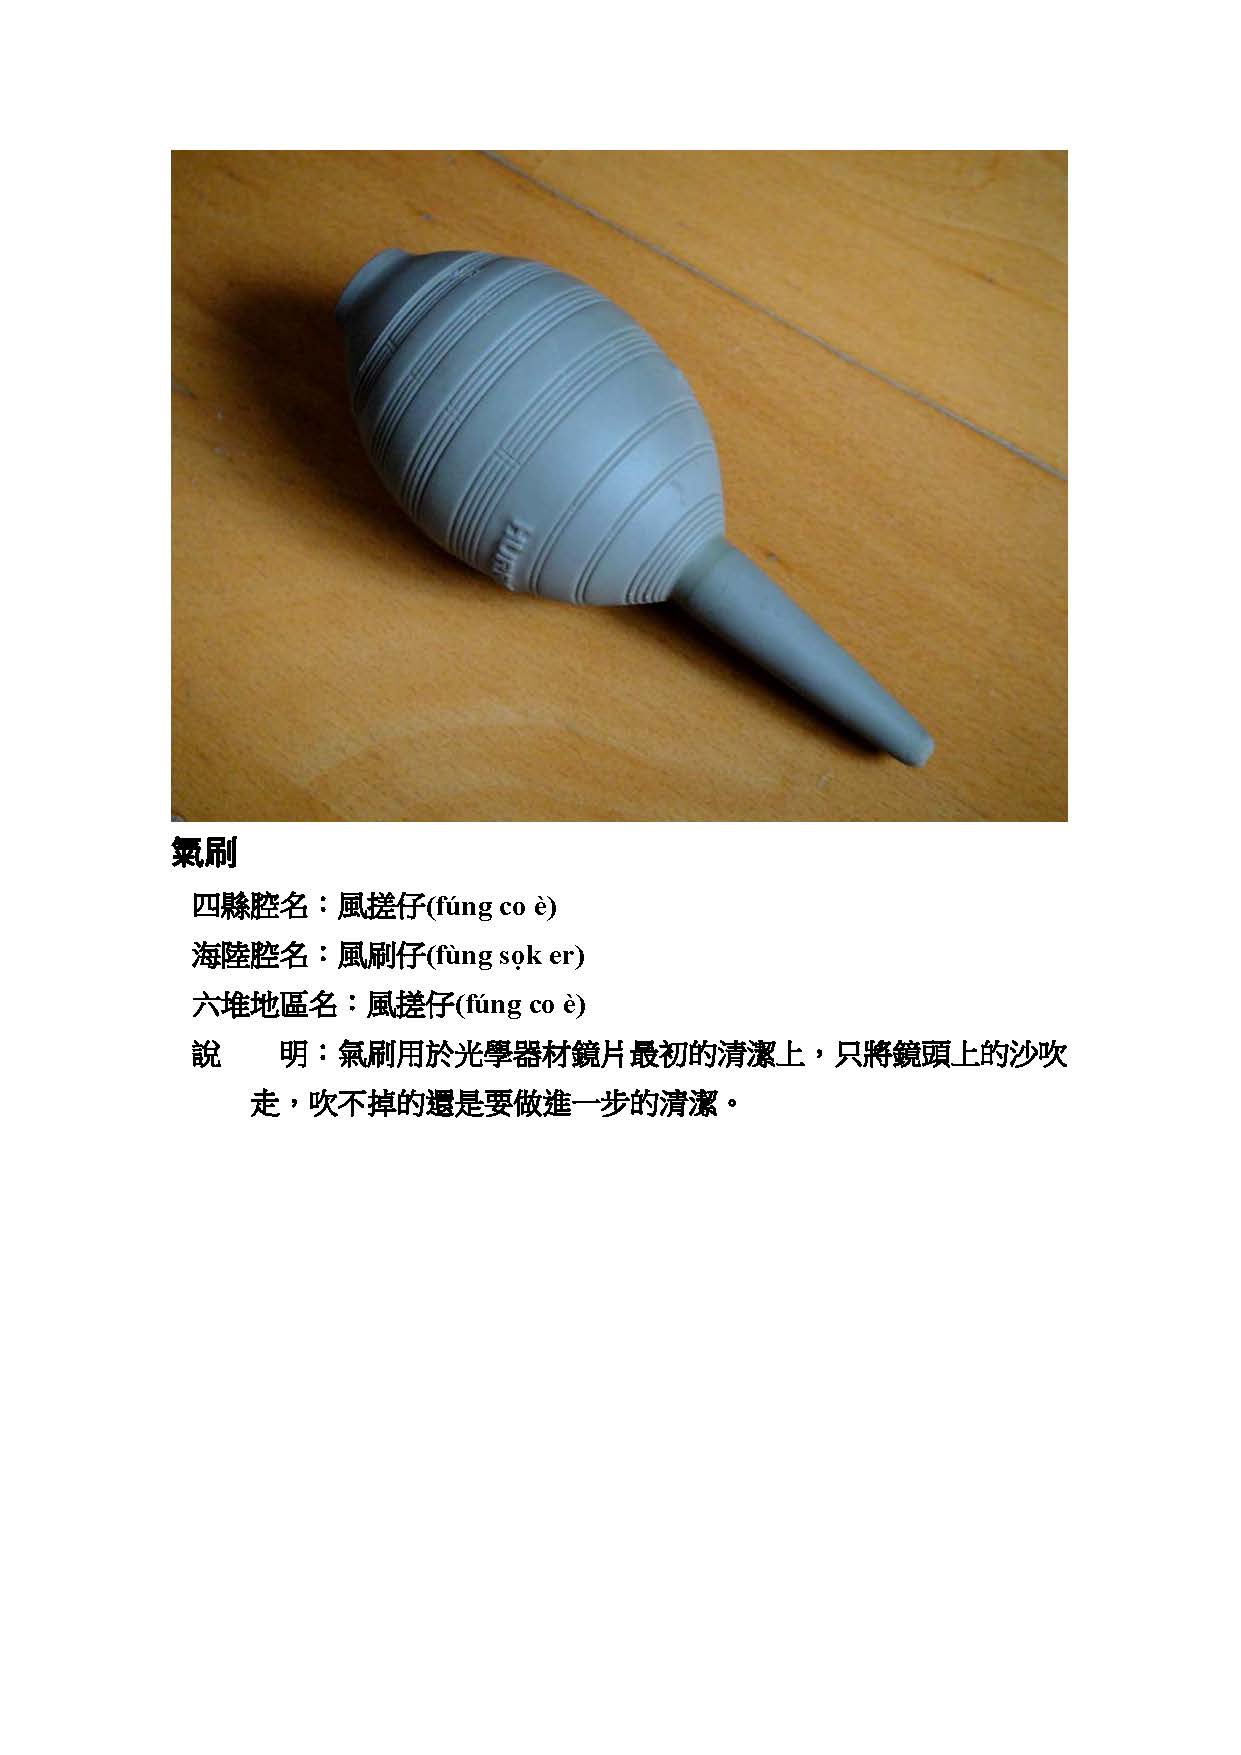 HUR
氣刷
四縣腔名：風搓仔(fúng co è)
海陸腔名：風刷仔(fùng sọk er)
六堆地區名：風搓仔(fúng co è)
說　　明：氣刷用於光學器材鏡片最初的清潔上，只將鏡頭上的沙吹
走，吹不掉的還是要做進一步的清潔。